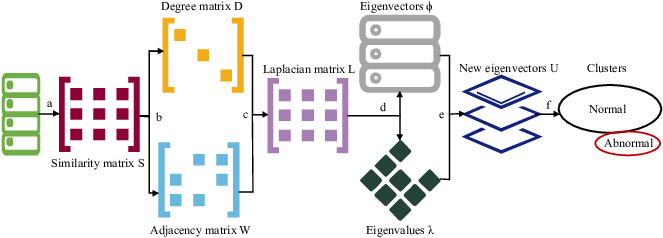 Degree matrix D
Eigenvectors ϕ
Laplacian matrix L
New eigenvectors U
Clusters
a
b
c
d
e
f
Normal
Abnormal
Similarity matrix S
Adjacency matrix W
Eigenvalues λ